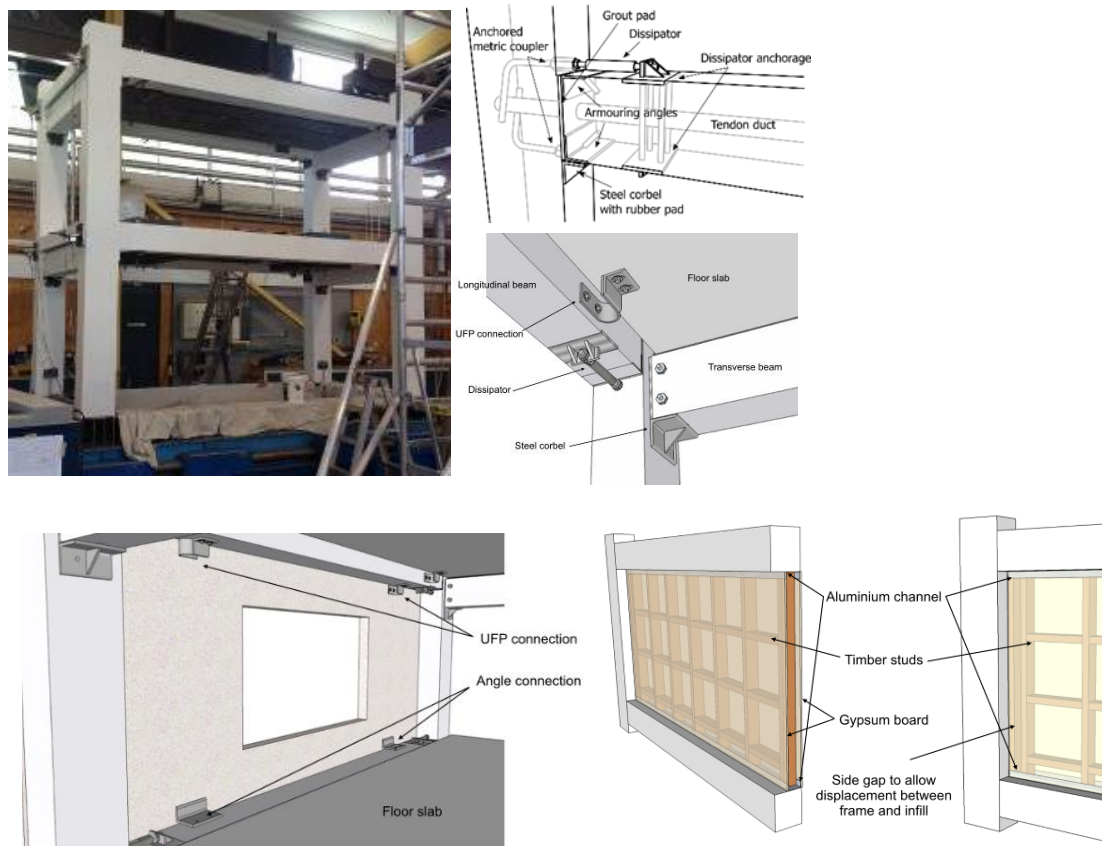 Grout pad
Anchored
metric coupler
Dissipator
Dissipator anchorage
Armouring angles
Tendon duct
Steel corbel
with rubber pad
Floor slab
Longitudinal beam
UFP connection
Transverse beam
Dissipator
Steel corbel
UFP connection
Angle connection
Floor slab
Aluminium channel
Timber studs
Gypsum board
Side gap to allow
displacement between
frame and infill